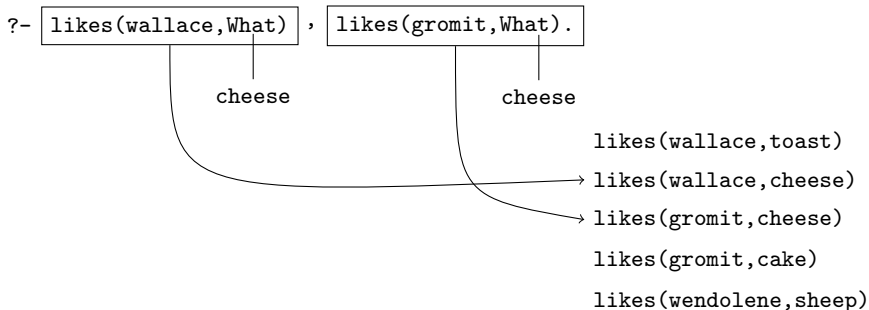 ?- likes(wallace,What) , likes(gromit,What).
cheese cheese
likes(wallace,toast)
likes(wallace,cheese)
likes(gromit,cheese)
likes(gromit,cake)
likes(wendolene,sheep)